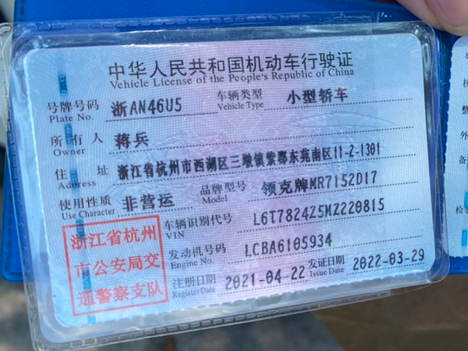 中华人民共和国机动车行驶证
Vehicle License of the People's Republic of China
号牌号码 浙AN46U5 车辆类型 小型轿车
Plate No. Vehicle Type
所有人 蒋兵
Owner
住址 浙江省杭州市西湖区三墩镇紫郡东苑南区11-2-1301
Address
使用性质 非营运 品牌型号 领克牌MR7152D17
Use Character Model
车辆识别代号 L6T7824Z5MZ220815
VIN
发动机号码 LCBA6105934
Engine No.
注册日期 2021-04-22 发证日期 2022-03-29
Register Date Issue Date
浙江省杭州
市公安局交
通警察支队